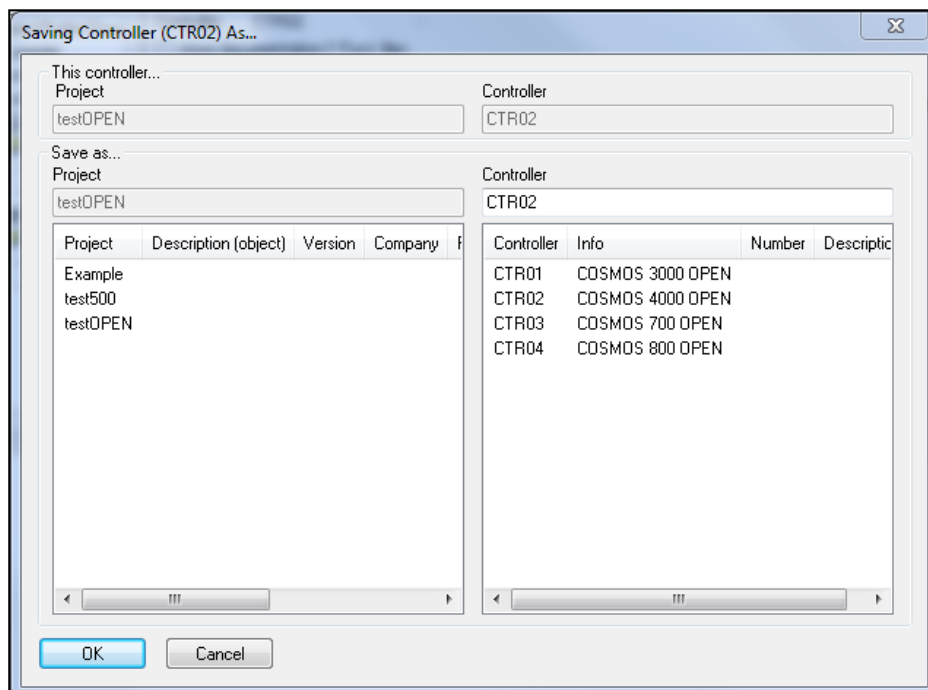 Saving Controller (CTR02) As...
This controller...
Project Controller
testOPEN CTR02
Save as...
Project Controller
testOPEN CTR02
Project Description (object) Version Company Controller Info Number Descriptic
Example CTR01 COSMOS 3000 OPEN
test500 CTR02 COSMOS 4000 OPEN
testOPEN CTR03 COSMOS 700 OPEN
CTR04 COSMOS 800 OPEN
OK Cancel